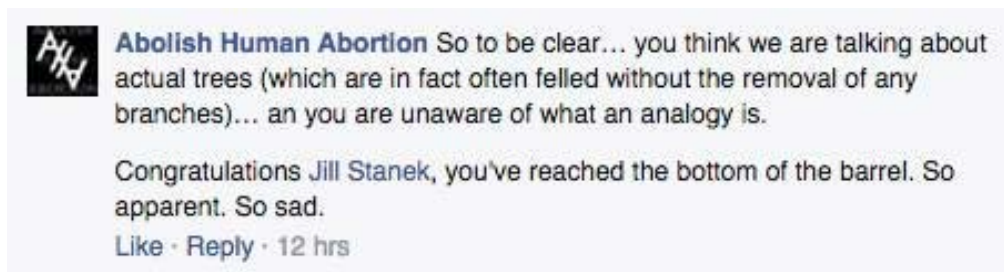 Abolish Human Abortion So to be clear... you think we are talking about
actual trees (which are in fact often felled without the removal of any
branches)... an you are unaware of what an analogy is.
Congratulations Jill Stanek, you've reached the bottom of the barrel. So
apparent. So sad.
Like · Reply · 12 hrs